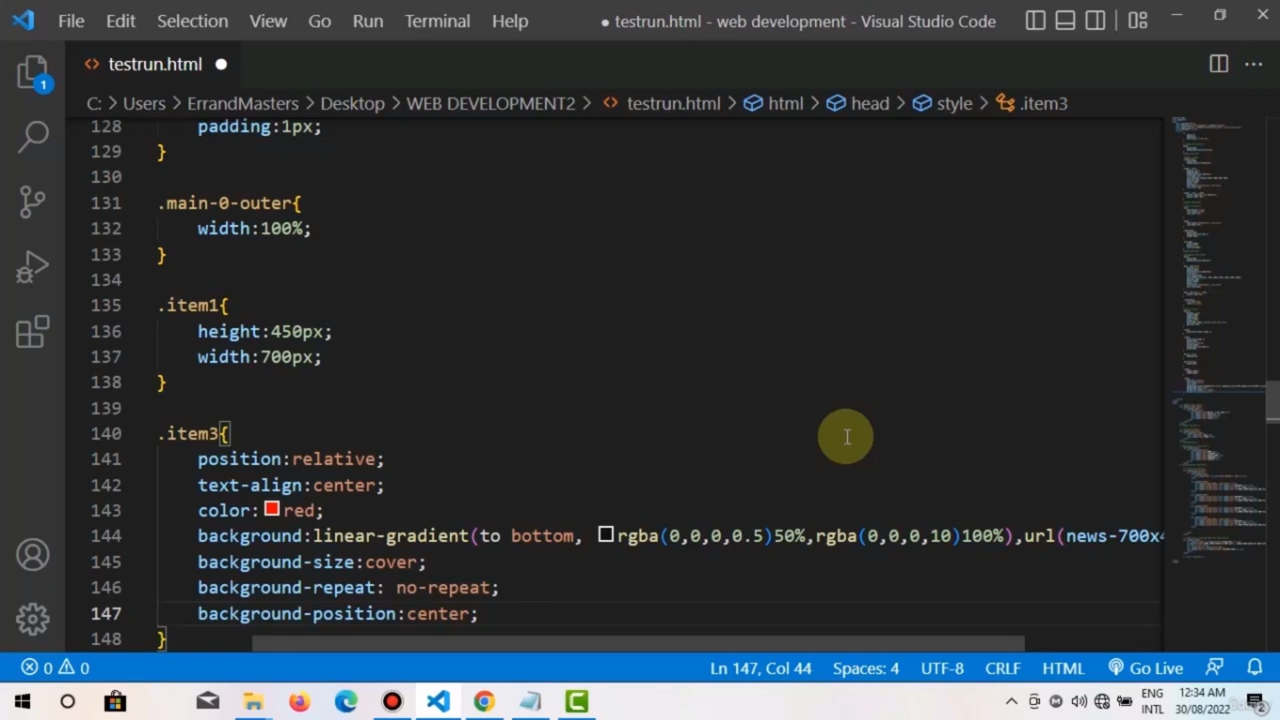 File Edit Selection View Go Run Terminal Help ● testrun.html - web development - Visual Studio Code
testrun.html
C: > Users > ErrandMasters > Desktop > WEB DEVELOPMENT2 > testrun.html > html > head > style > .item3
128 padding:1px;
129 }
130
131 .main-0-outer{
132 width:100%;
133 }
134
135 .item1{
136 height:450px;
137 width:700px;
138 }
139
140 .item3{
141 position:relative;
142 text-align:center;
143 color:red;
144 background:linear-gradient(to bottom, rgba(0,0,0,0.5)50%,rgba(0,0,0,10)100%),url(news-700x4
145 background-size:cover;
146 background-repeat: no-repeat;
147 background-position:center;
148 }
1
0 0 Ln 147, Col 44 Spaces: 4 UTF-8 CRLF HTML Go Live
ENG 12:34 AM
INTL 30/08/2022 2